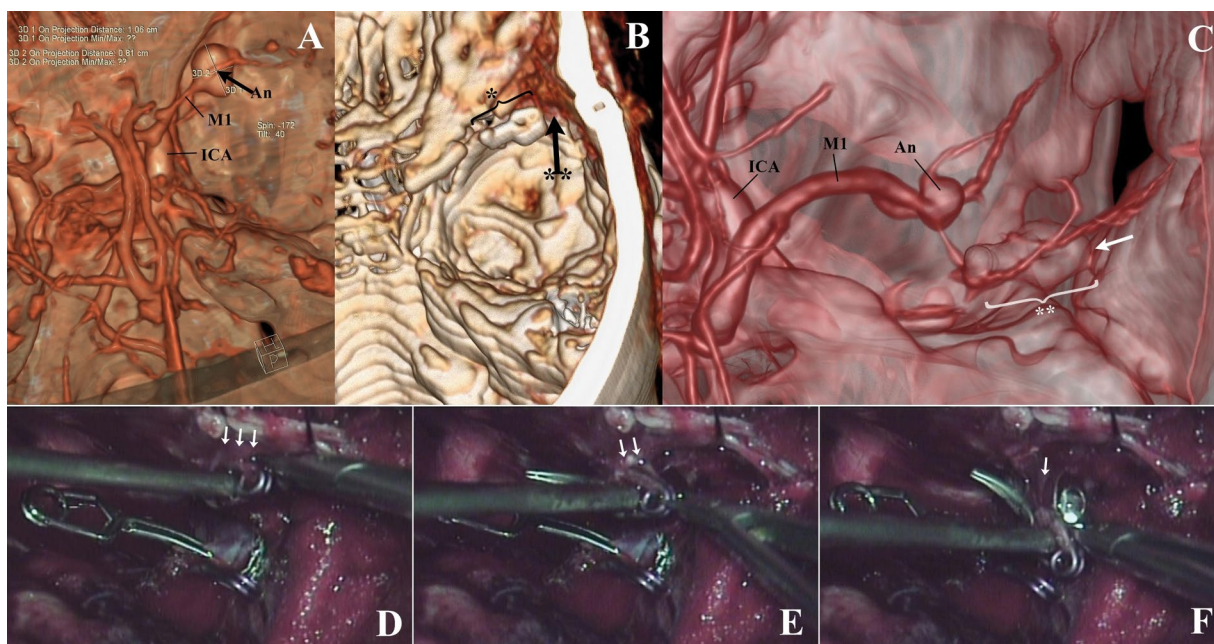 3D 1 On Projection Distance: 1.06 cm
3D 1 On Projection Min/Max: ??
3D 2 On Projection Distance: 0.81 cm
3D 2 On Projection Min/Max: ??
A
3D 2
An
3D 1
M1
Spin: -172
Tilt: 40
ICA
B
*
**
C
An
M1
ICA
**
D
E
F